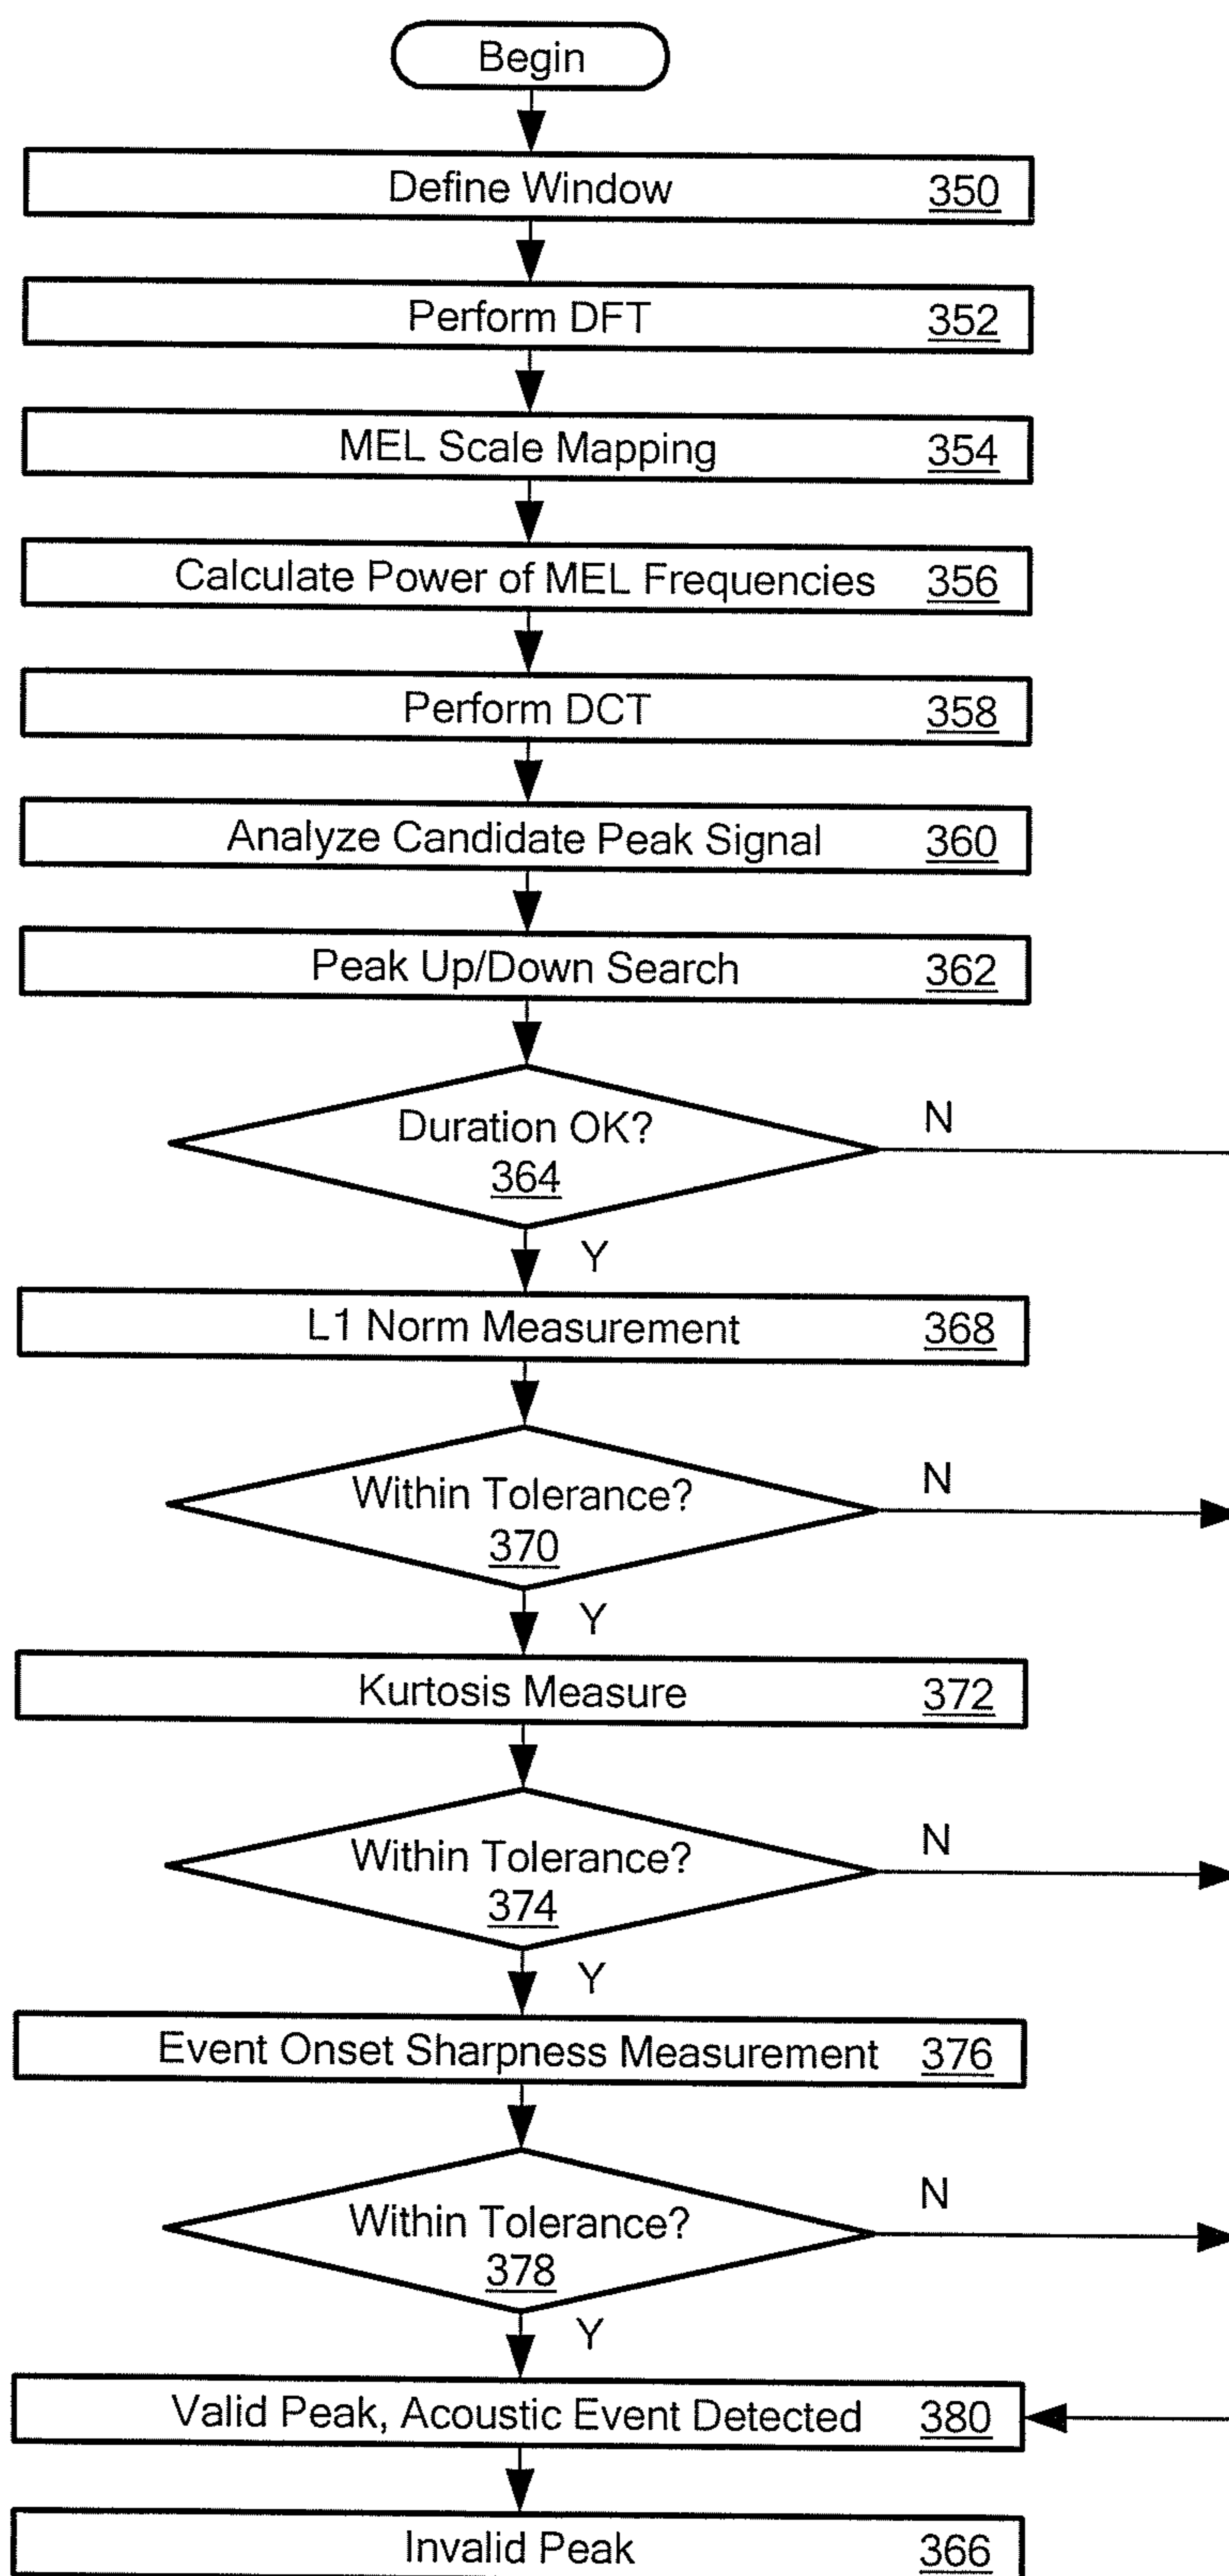 Begin
Define Window 350
Perform DFT 352
MEL Scale Mapping 354
Calculate Power of MEL Frequencies 356
Perform DCT 358
Analyze Candidate Peak Signal 360
Peak Up/Down Search 362
Duration OK? N
364
Y
L1 Norm Measurement 368
Within Tolerance? N
370
Y
Kurtosis Measure 372
Within Tolerance? N
374
Y
Event Onset Sharpness Measurement 376
Within Tolerance? N
378
Y
Valid Peak, Acoustic Event Detected 380
Invalid Peak 366